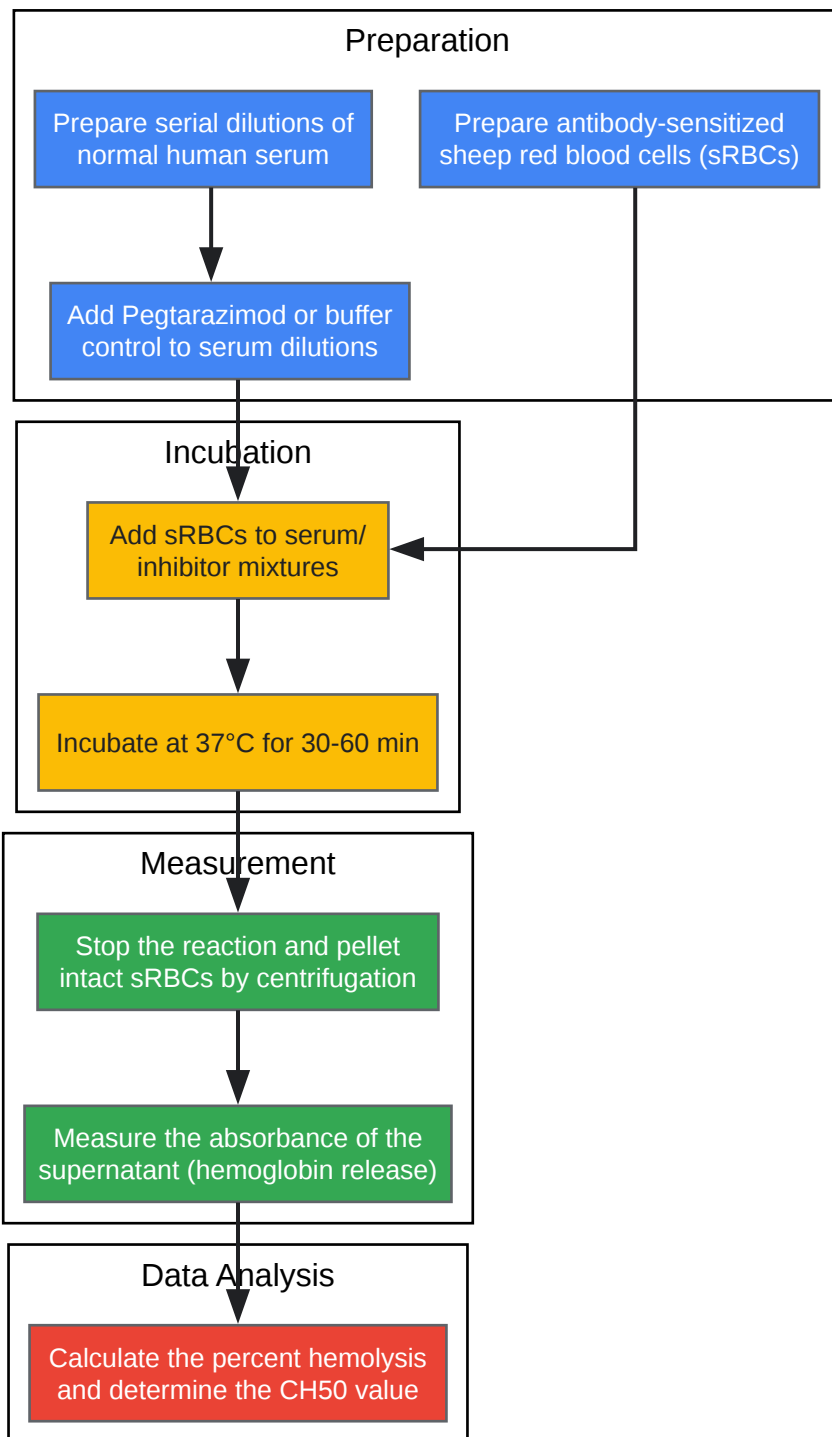 Preparation
Prepare serial dilutions of
normal human serum
Prepare antibody-sensitized
sheep red blood cells (sRBCs)
Add Pegtarazimod or buffer
control to serum dilutions
Incubation
Add sRBCs to serum/
inhibitor mixtures
Incubate at 37°C for 30-60 min
Measurement
Stop the reaction and pellet
intact sRBCs by centrifugation
Measure the absorbance of the
supernatant (hemoglobin release)
Data Analysis
Calculate the percent hemolysis
and determine the CH50 value